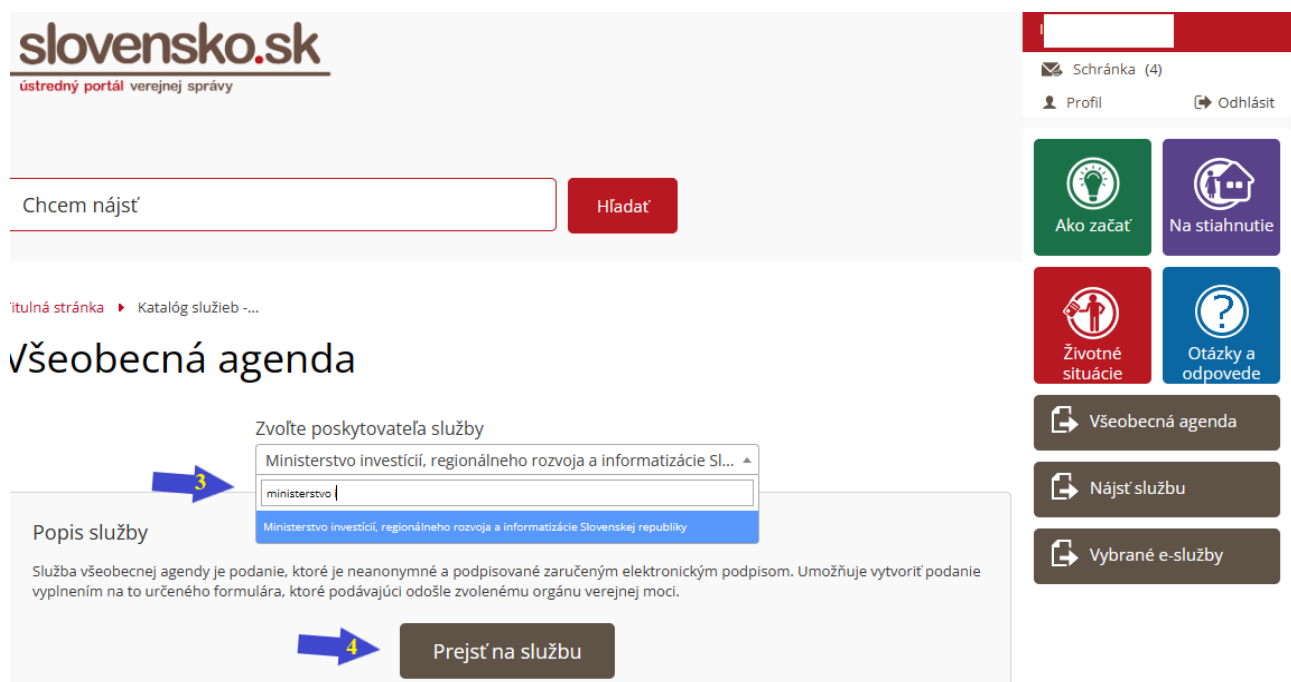 slovensko.sk
ústredný portál verejnej správy
Schránka (4)
Profil
Odhlásiť
Chcem nájsť
Hľadať
Ako začať
Na stiahnutie
Životné
situácie
Otázky a
odpovede
Všeobecná agenda
Nájsť službu
Vybrané e-služby
itulná stránka
Katalóg služieb -...
Všeobecná agenda
Zvoľte poskytovateľa služby
Ministerstvo investícií, regionálneho rozvoja a informatizácie Sl...
3
ministerstvo i
Ministerstvo investícií, regionálneho rozvoja a informatizácie Slovenskej republiky
Popis služby
Služba všeobecnej agendy je podanie, ktoré je neanonymné a podpisované zaručeným elektronickým podpisom. Umožňuje vytvoriť podanie
vyplnením na to určeného formulára, ktoré podávajúci odošle zvolenému orgánu verejnej moci.
4
Prejsť na službu